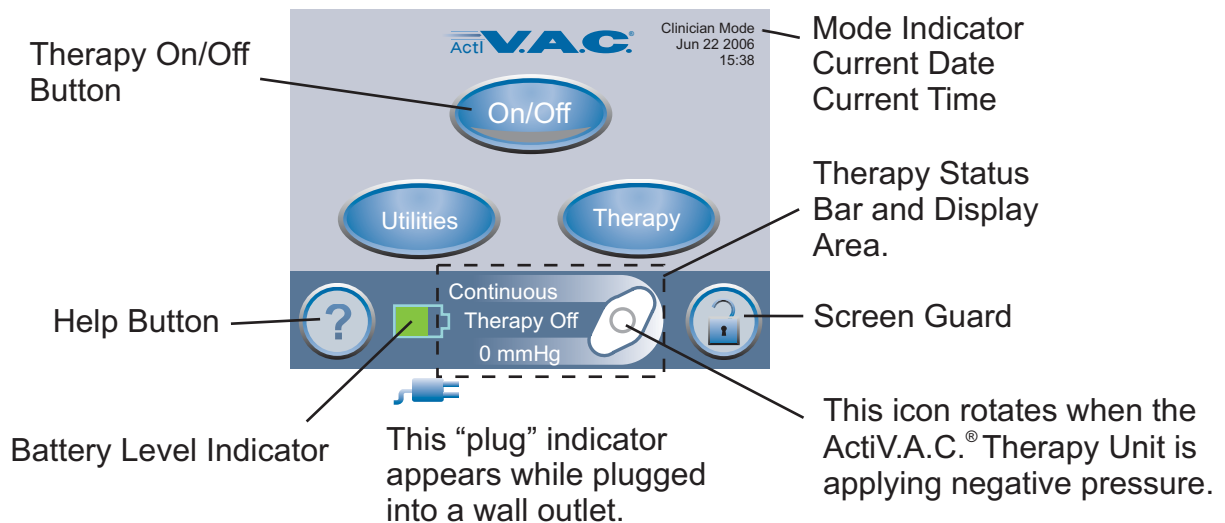 Therapy On/Off
Button
ActI V.A.C.®
Clinician Mode
Jun 22 2006
15:38
Mode Indicator
Current Date
Current Time
On/Off
Utilities
Therapy
Therapy Status
Bar and Display
Area.
Help Button
?
Continuous
Therapy Off
0 mmHg
Screen Guard
Battery Level Indicator
This “plug” indicator
appears while plugged
into a wall outlet.
This icon rotates when the
ActiV.A.C.® Therapy Unit is
applying negative pressure.